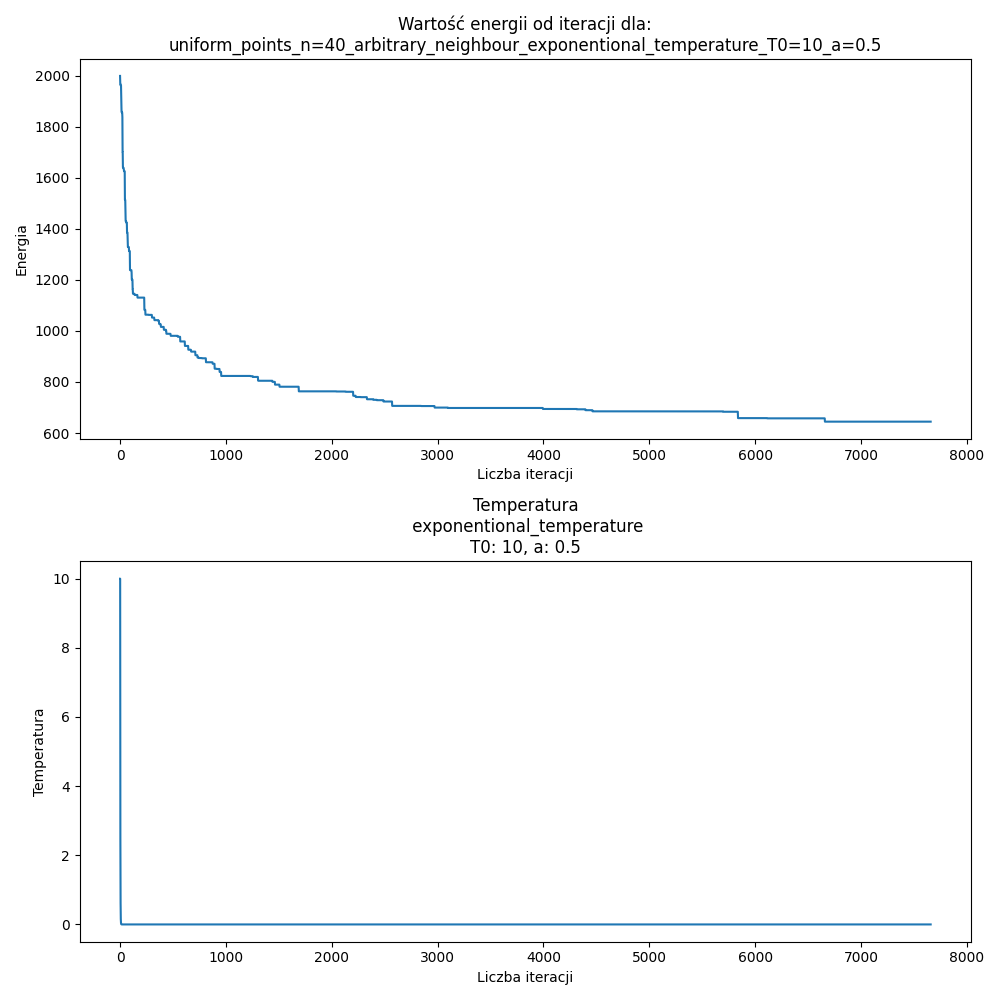 Wartość energii od iteracji dla:
uniform_points_n=40_arbitrary_neighbour_exponentional_temperature_T0=10_a=0.5
Energia
2000
1800
1600
1400
1200
1000
800
600
0 1000 2000 3000 4000 5000 6000 7000 8000
Liczba iteracji
Temperatura
exponentional_temperature
T0: 10, a: 0.5
Temperatura
10
8
6
4
2
0
0 1000 2000 3000 4000 5000 6000 7000 8000
Liczba iteracji